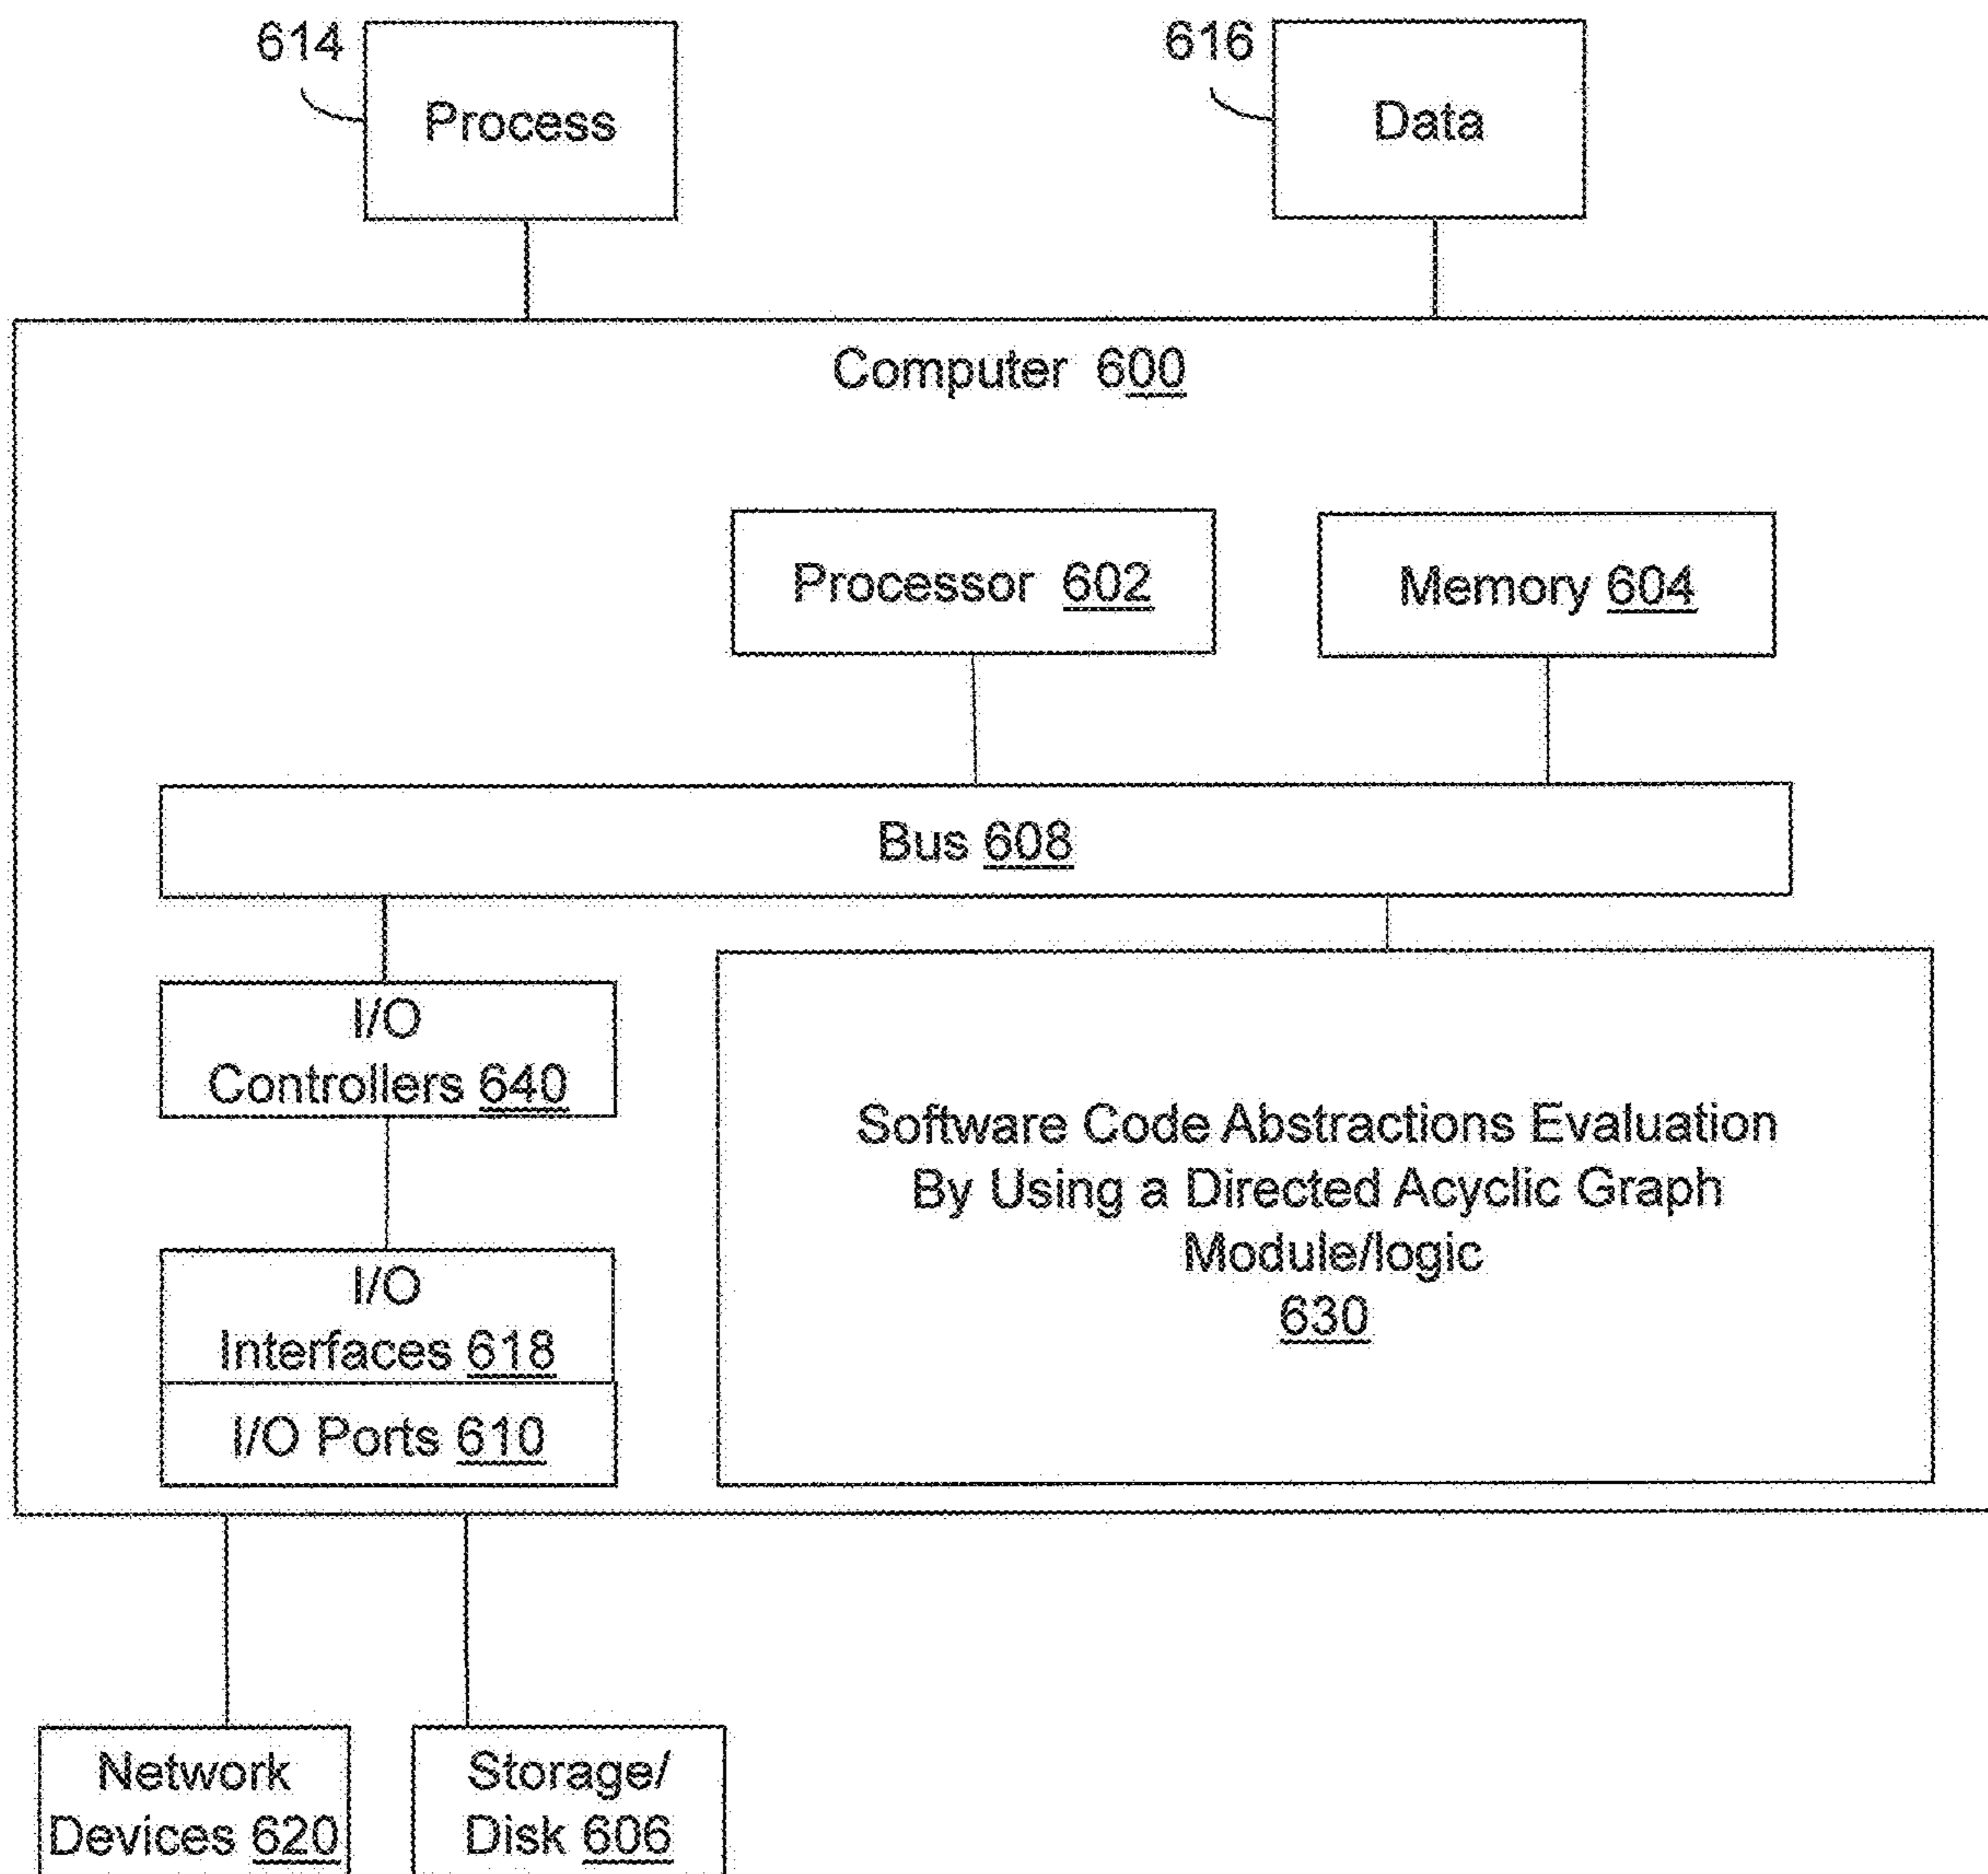 614
Process
616
Data
Computer 600
Processor 602
Memory 604
Bus 608
I/O
Controllers 640
I/O
Interfaces 618
I/O Ports 610
Software Code Abstractions Evaluation
By Using a Directed Acyclic Graph
Module/logic
630
Network
Devices 620
Storage/
Disk 606